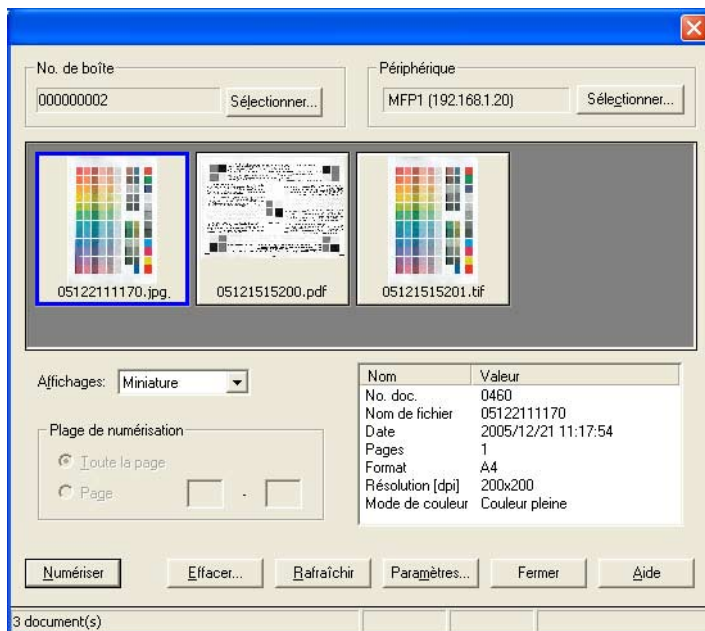 No. de boîte
000000002
Sélectionner...
Périphérique
MFP1 (192.168.1.20)
Sélectionner...
05122111170.jpg
05121515200.pdf
05121515201.tif
Affichages: Miniature
Plage de numérisation
Toute la page
Page -
Nom Valeur
No. doc. 0460
Nom de fichier 05122111170
Date 2005/12/21 11:17:54
Pages 1
Format A4
Résolution [dpi] 200x200
Mode de couleur Couleur pleine
Numériser Effacer... Rafraîchir Paramètres... Fermer Aide
3 document(s)